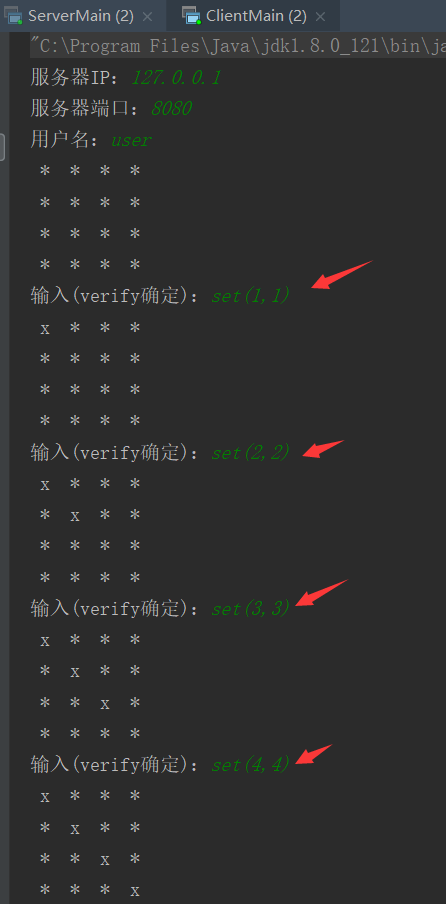 ServerMain (2) × ClientMain (2) ×
"C:\Program Files\Java\jdk1.8.0_121\bin\ja
服务器IP：127.0.0.1
服务器端口：8080
用户名：user
* * * *
* * * *
* * * *
* * * *
输入(verify确定)：set(1,1)
x * * *
* * * *
* * * *
* * * *
输入(verify确定)：set(2,2)
x * * *
* x * *
* * * *
* * * *
输入(verify确定)：set(3,3)
x * * *
* x * *
* * x *
* * * *
输入(verify确定)：set(4,4)
x * * *
* x * *
* * x *
* * * x